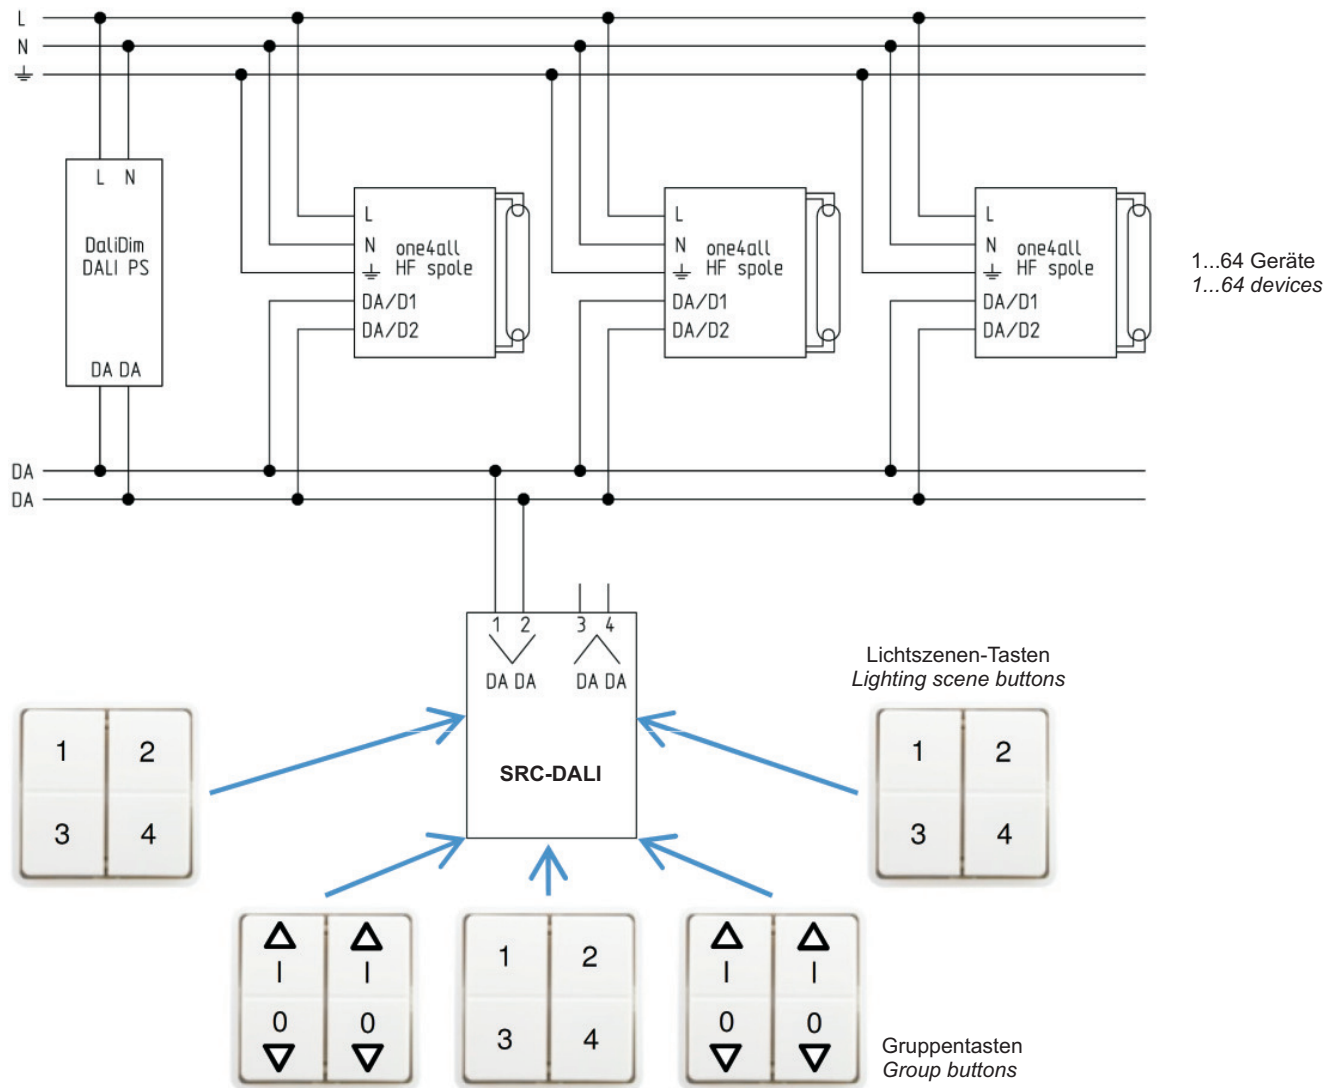 L
N
L N
DaliDim
DALI PS
DA DA
L
N
DA/D1
DA/D2
one4all
HF spole
L
N
DA/D1
DA/D2
one4all
HF spole
L
N
DA/D1
DA/D2
one4all
HF spole
1...64 Geräte
1...64 devices
DA
DA
1 2 3 4
DA DA DA DA
SRC-DALI
Lichtszenen-Tasten
Lighting scene buttons
1 2
3 4
1 2
3 4
I I
0 0
1 2
3 4
I I
0 0
Gruppentasten
Group buttons